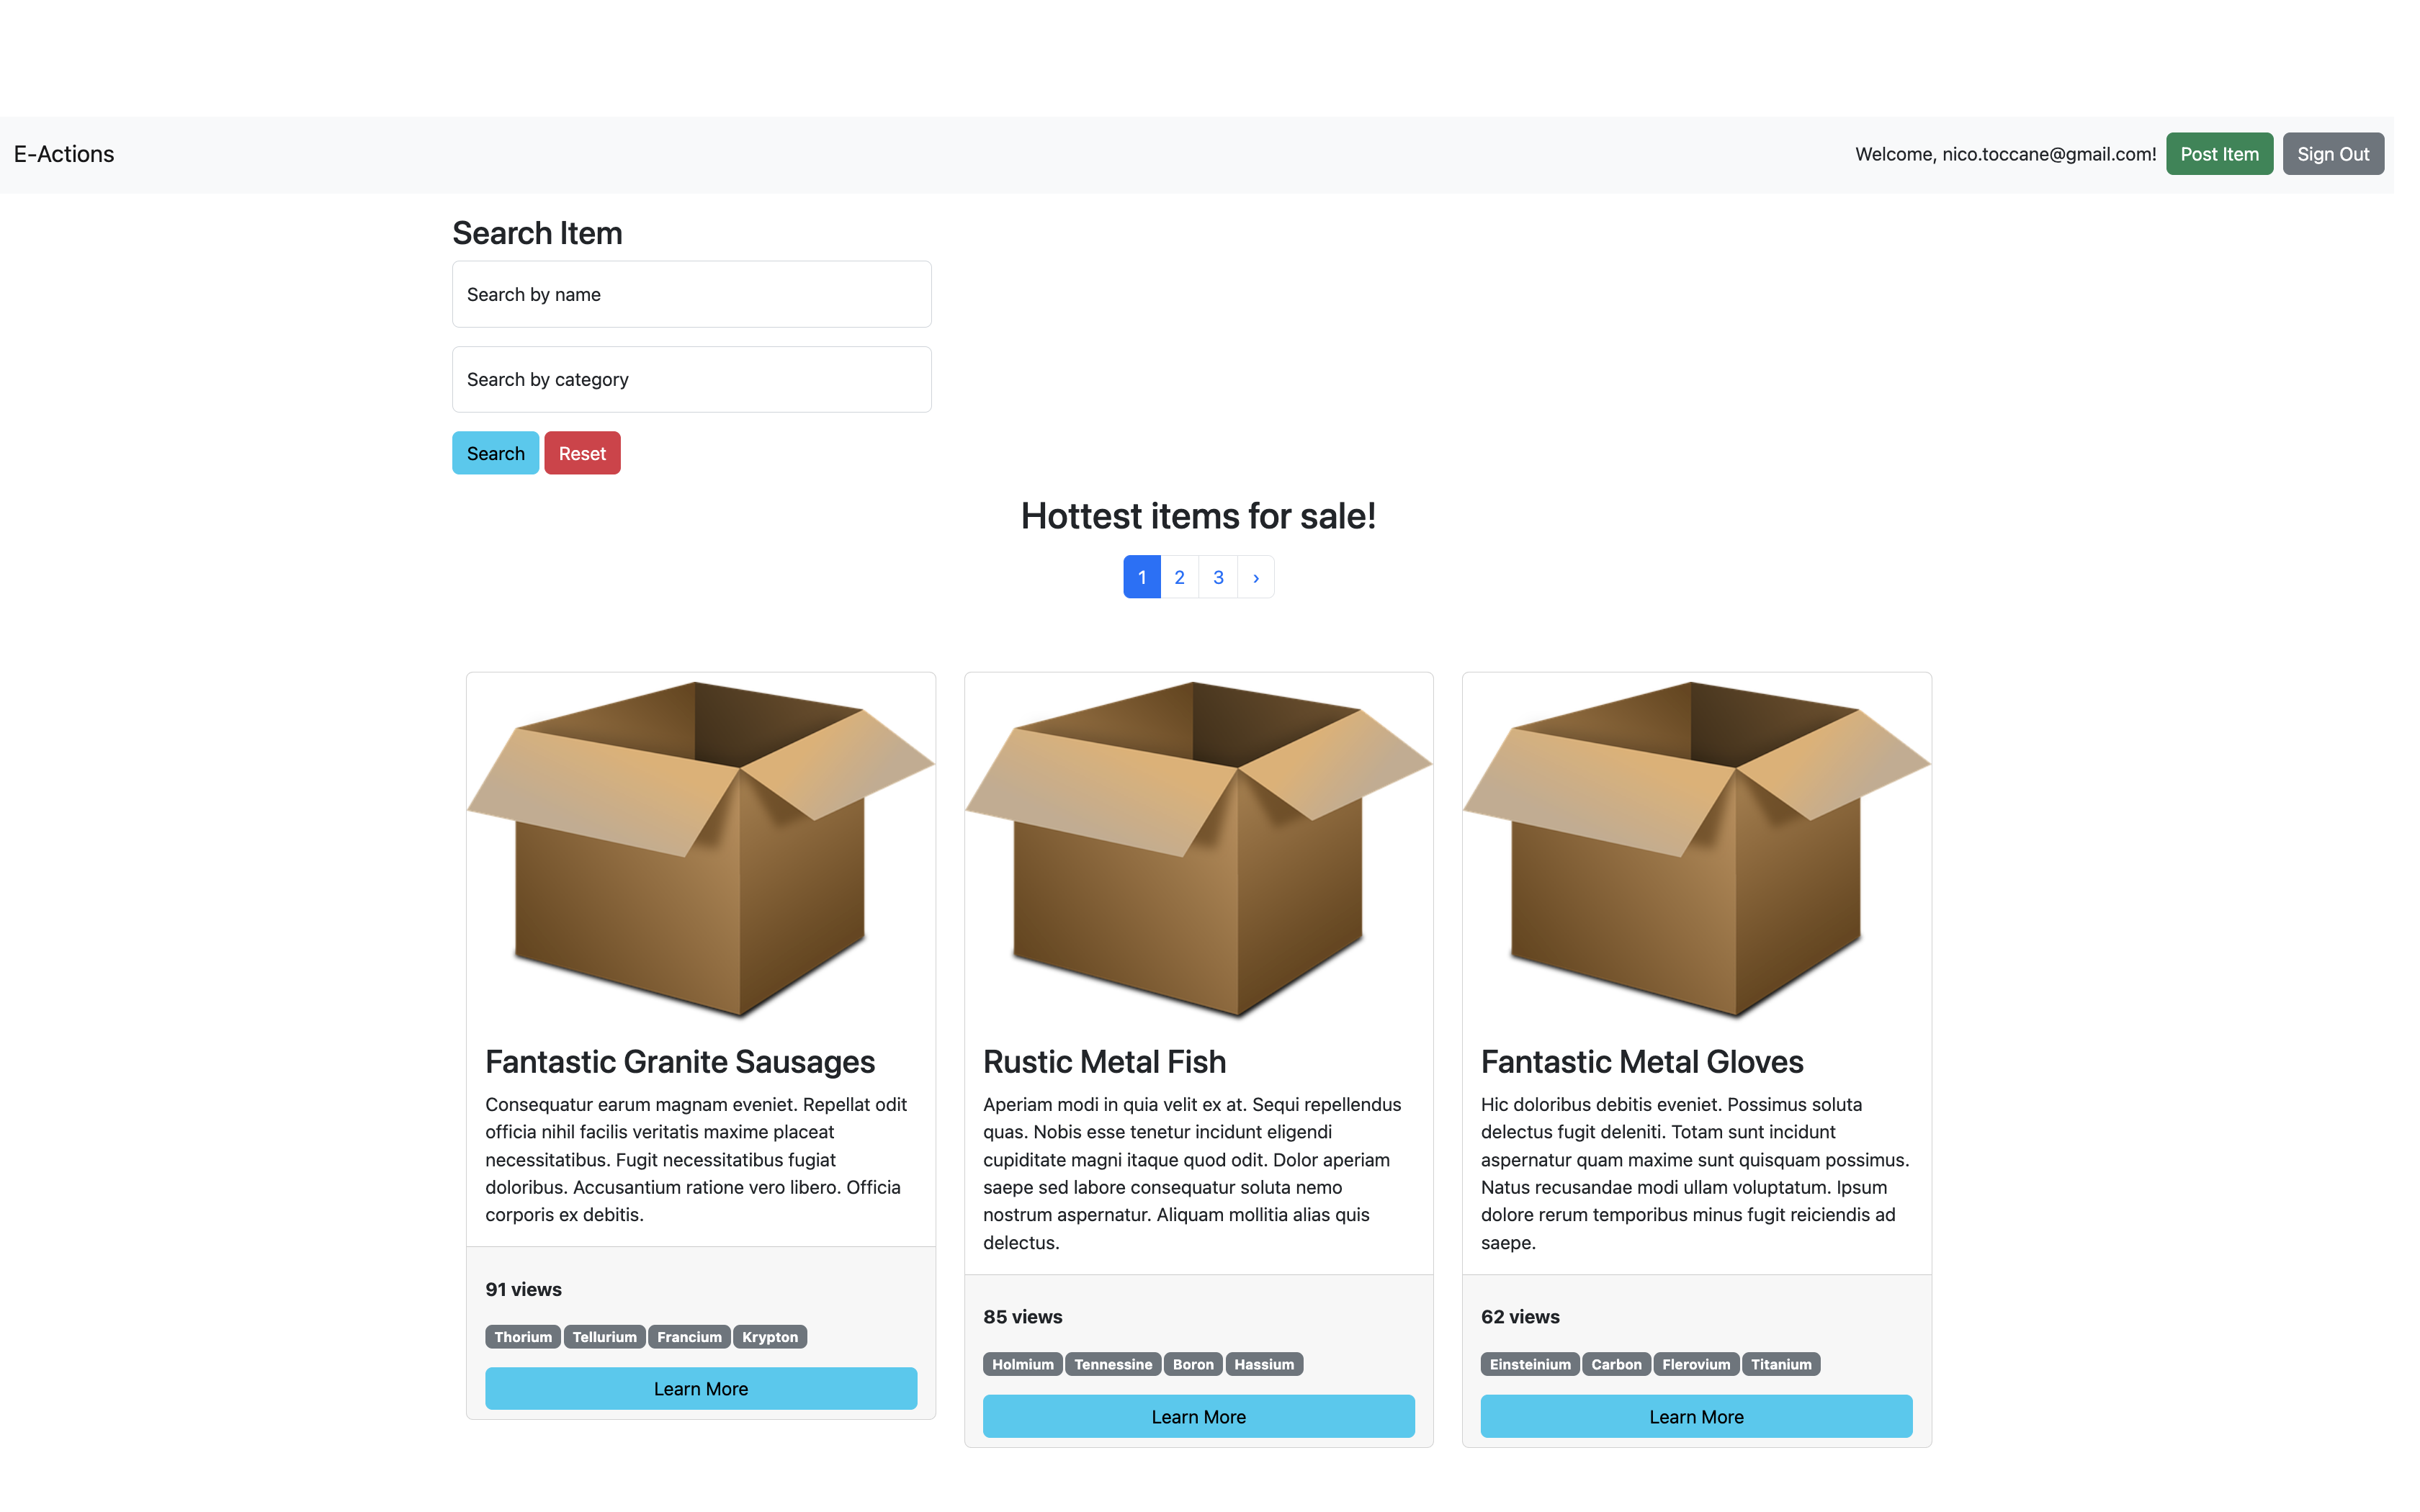 E-Actions
Welcome, nico.toccane@gmail.com!
Post Item
Sign Out
Search Item
Search by name
Search by category
Search
Reset
Hottest items for sale!
1 2 3 ›
Fantastic Granite Sausages
Consequatur earum magnam eveniet. Repellat odit
officia nihil facilis veritatis maxime placeat
necessitatibus. Fugit necessitatibus fugiat
doloribus. Accusantium ratione vero libero. Officia
corporis ex debitis.
91 views
Thorium Tellurium Francium Krypton
Learn More
Rustic Metal Fish
Aperiam modi in quia velit ex at. Sequi repellendus
quas. Nobis esse tenetur incidunt eligendi
cupiditate magni itaque quod odit. Dolor aperiam
saepe sed labore consequatur soluta nemo
nostrum aspernatur. Aliquam mollitia alias quis
delectus.
85 views
Holmium Tennessine Boron Hassium
Learn More
Fantastic Metal Gloves
Hic doloribus debitis eveniet. Possimus soluta
delectus fugit deleniti. Totam sunt incidunt
aspernatur quam maxime sunt quisquam possimus.
Natus recusandae modi ullam voluptatum. Ipsum
dolore rerum temporibus minus fugit reiciendis ad
saepe.
62 views
Einsteinium Carbon Flerovium Titanium
Learn More